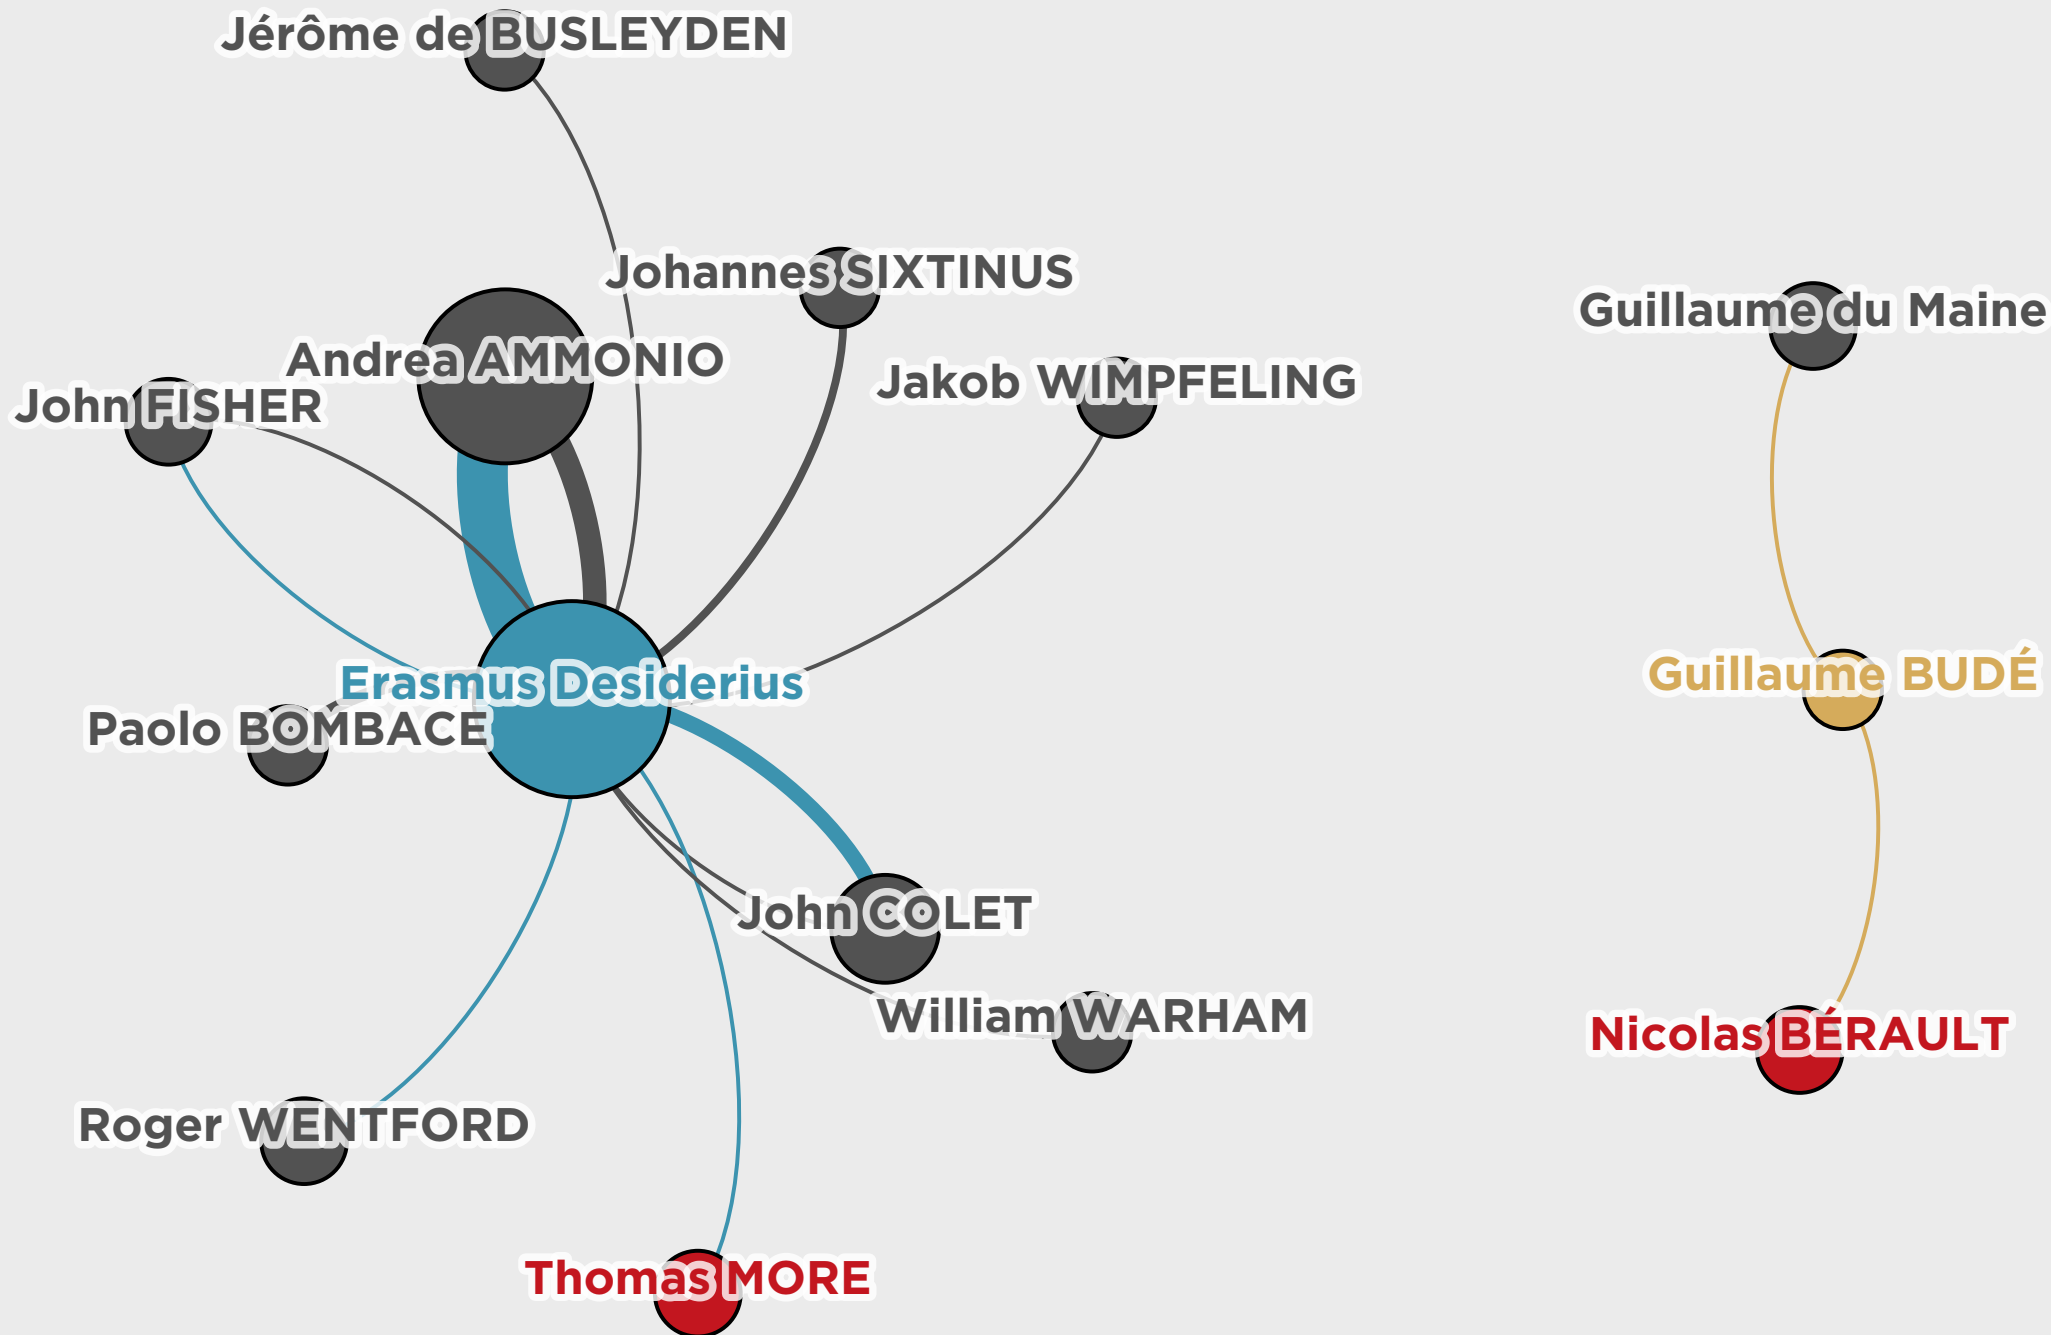 Jérôme de BUSLEYDEN
Johannes SIXTINUS
Guillaume du Maine
Andrea AMMONIO
Jakob WIMPFELING
John FISHER
Guillaume BUDÉ
Erasmus Desiderius
Paolo BOMBACE
John COLET
William WARHAM
Nicolas BÉRAULT
Roger WENTFORD
Thomas MORE